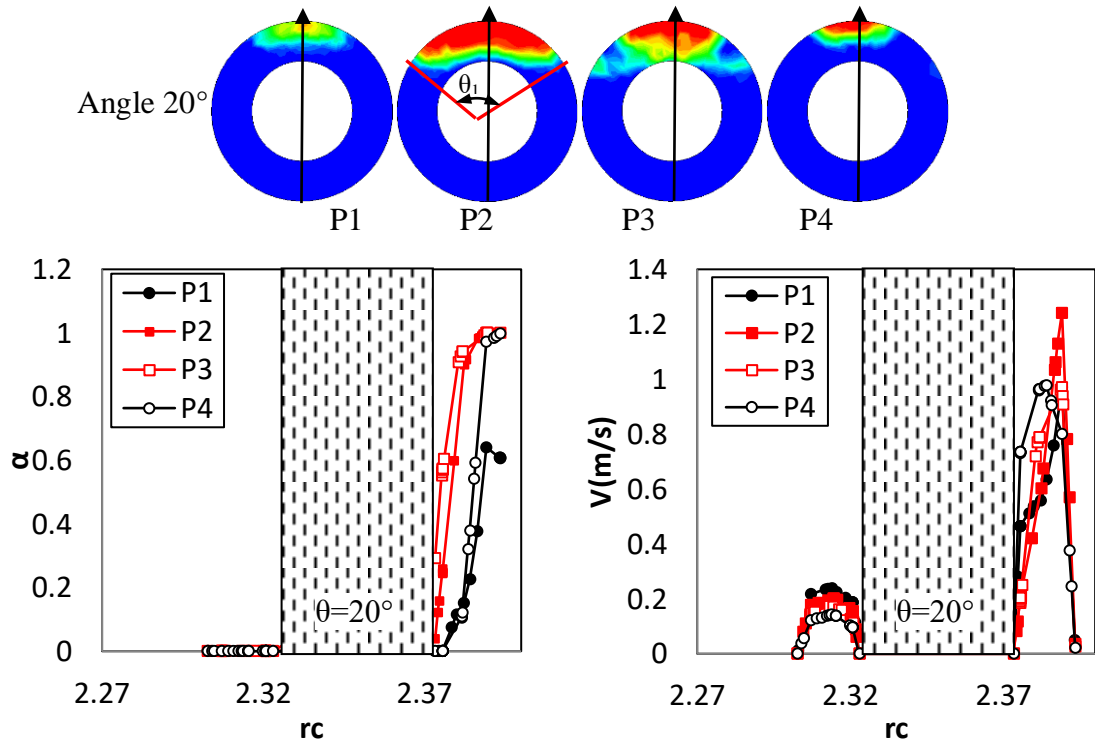 Angle 20°
θ₁
P1 P2 P3 P4
1.2
1
0.8
0.6
0.4
0.2
0
α
P1
P2
P3
P4
θ=20°
2.27 2.32 2.37
rc
1.4
1.2
1
0.8
0.6
0.4
0.2
0
V(m/s)
P1
P2
P3
P4
θ=20°
2.27 2.32 2.37
rc